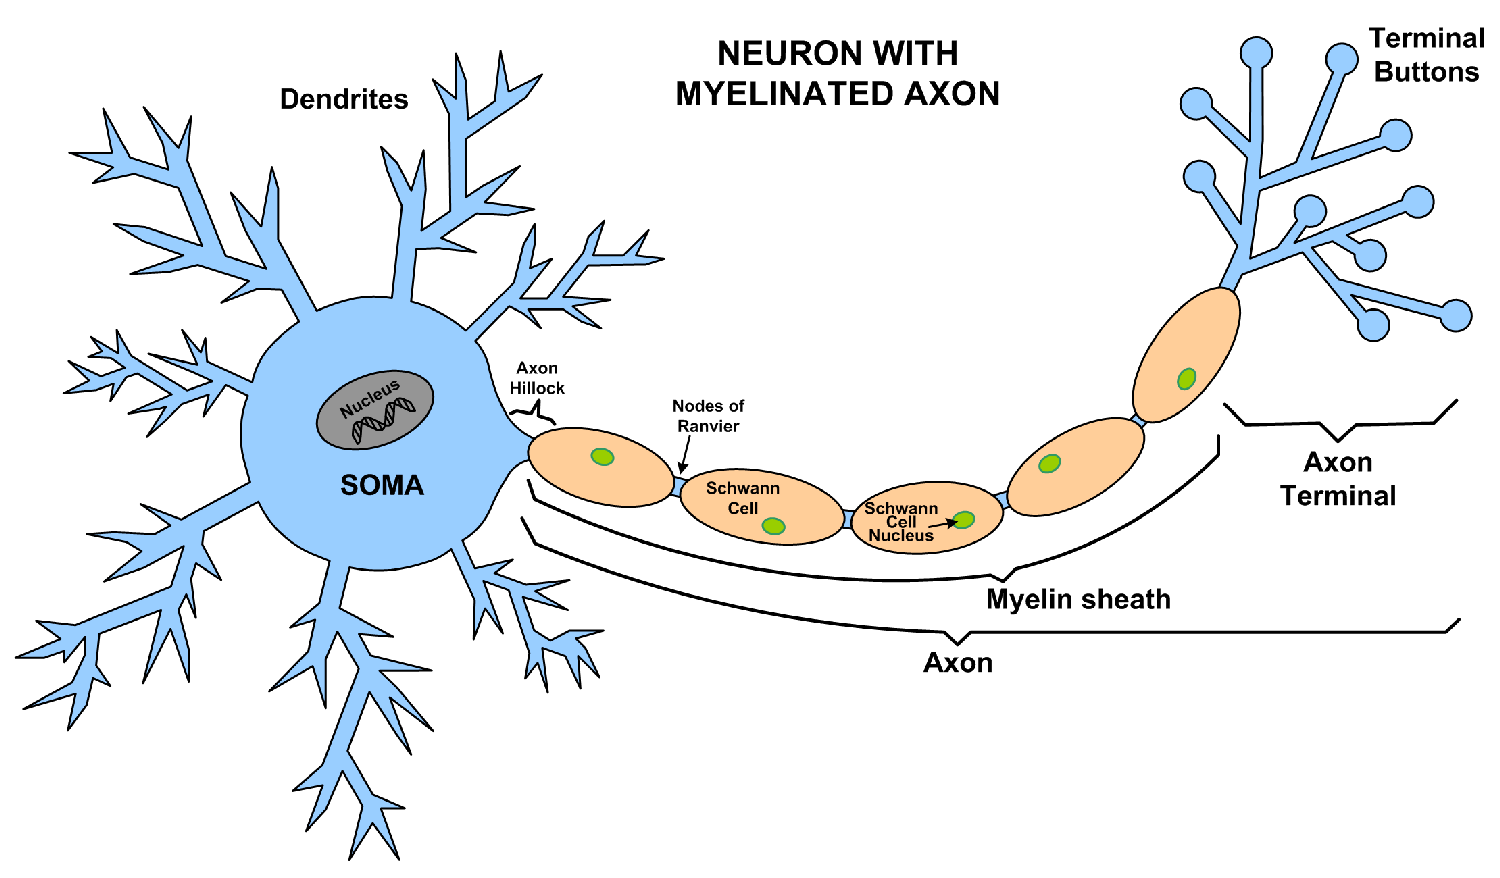 NEURON WITH
MYELINATED AXON
Terminal
Buttons
Dendrites
Axon
Hillock
Nucleus
Nodes of
Ranvier
SOMA
Schwann
Cell
Schwann
Cell
Nucleus
Axon
Terminal
Myelin sheath
Axon